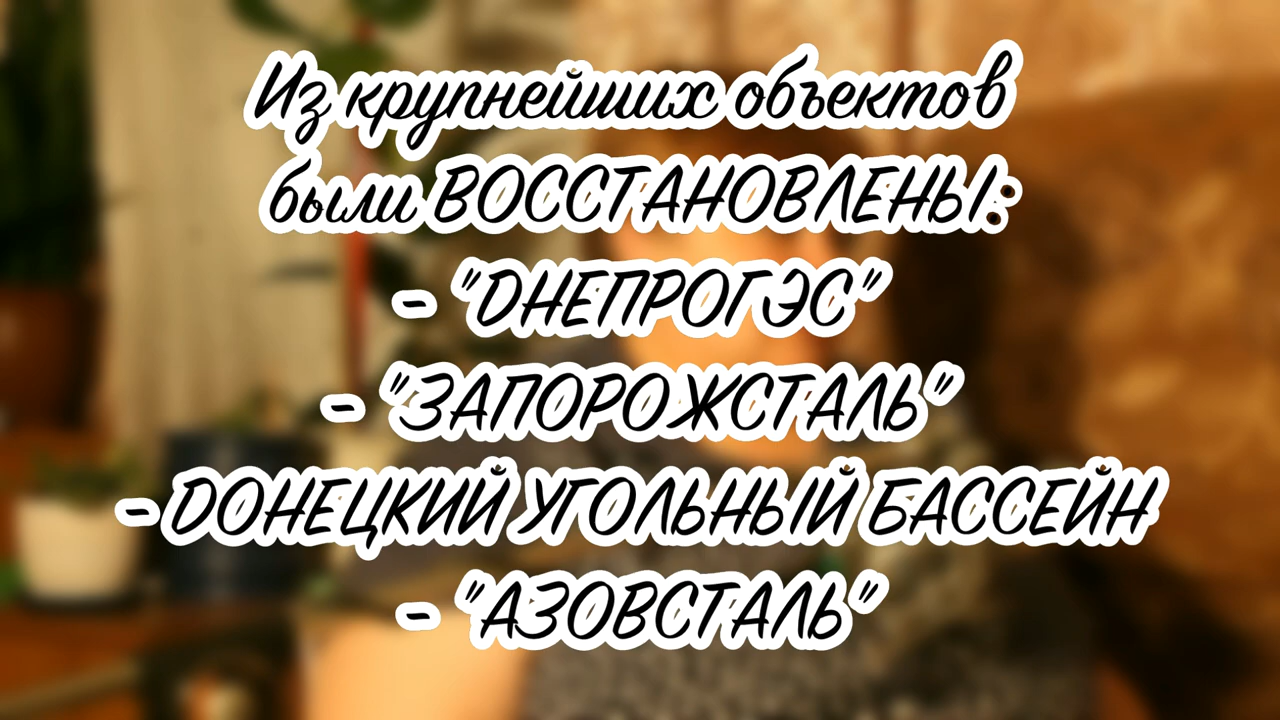 Из крупнейших объектов
были ВОССТАНОВЛЕНЫ:
- "ДНЕПРОГЭС"
- "ЗАПОРОЖСТАЛЬ"
- ДОНЕЦКИЙ УГОЛЬНЫЙ БАССЕЙН
- "АЗОВСТАЛЬ"